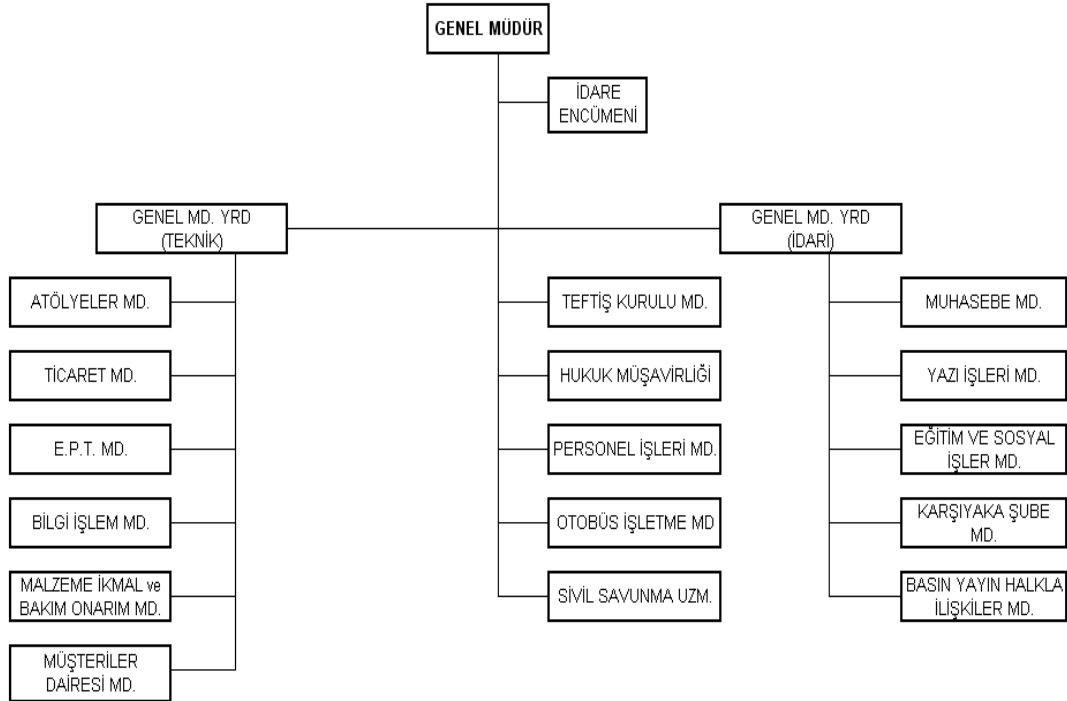 GENEL MÜDÜR
İDARE
ENCÜMENİ
GENEL MD. YRD
(TEKNİK)
GENEL MD. YRD
(İDARİ)
ATÖLYELER MD.
TİCARET MD.
E.P.T. MD.
BİLGİ İŞLEM MD.
MALZEME İKMAL ve
BAKIM ONARIM MD.
MÜŞTERİLER
DAİRESİ MD.
TEFTİŞ KURULU MD.
HUKUK MÜŞAVİRLİĞİ
PERSONEL İŞLERİ MD.
OTOBÜS İŞLETME MD
SİVİL SAVUNMA UZM.
MUHASEBE MD.
YAZI İŞLERİ MD.
EĞİTİM VE SOSYAL
İŞLER MD.
KARŞIYAKA ŞUBE
MD.
BASIN YAYIN HALKLA
İLİŞKİLER MD.